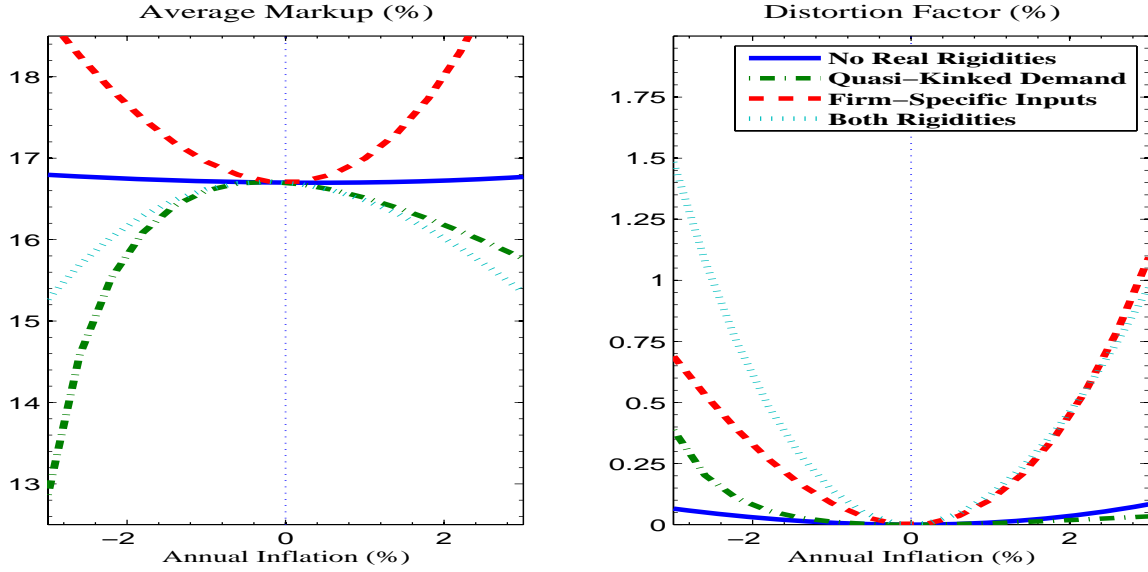 Average Markup (%)
18
17
16
15
14
13
−2
0
2
Annual Inflation (%)
Distortion Factor (%)
No Real Rigidities
Quasi−Kinked Demand
Firm−Specific Inputs
Both Rigidities
1.75
1.5
1.25
1
0.75
0.5
0.25
0
−2
0
2
Annual Inflation (%)